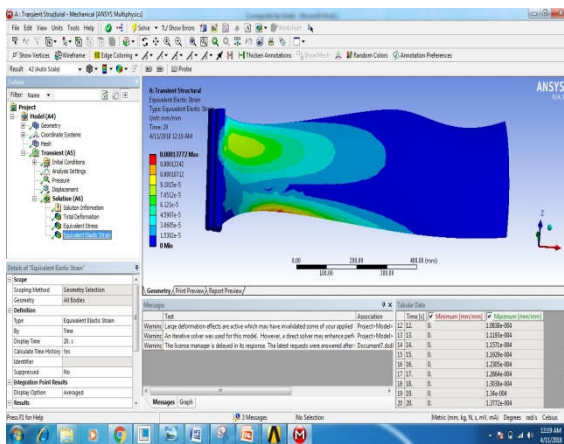 A : Transient Structural - Mechanical [ANSYS Multiphysics]
File Edit View Units Tools Help
Solve
?/Show Errors
Worksheet
Show Vertices
Wireframe
Edge Coloring
Thicken Annotations
Show Mesh
Random Colors
Annotation Preferences
Result 42 (Auto Scale)
Probe
Outline
Filter: Name
Project
Model (A4)
Geometry
Coordinate Systems
Mesh
Transient (A5)
Initial Conditions
Analysis Settings
Pressure
Displacement
Solution (A6)
Solution Information
Total Deformation
Equivalent Stress
Equivalent Elastic Strain
A: Transient Structural
Equivalent Elastic Strain
Type: Equivalent Elastic Str
Unit: mm/mm
Time: 20
4/11/2018 12:19 AM
0.00013772 Max
0.00012242
0.00010712
9.1815e-5
7.6512e-5
6.121e-5
4.5907e-5
3.0605e-5
1.5302e-5
0 Min
ANSYS
0.00
200.00
400.00 (mm)
100.00
300.00
Z
Geometry
Print Preview
Report Preview
Details of "Equivalent Elastic Strain"
Scope
Scoping Method Geometry Selection
Geometry All Bodies
Definition
Type Equivalent Elastic Strain
By Time
Display Time 20. s
Calculate Time History Yes
Identifier
Suppressed No
Integration Point Results
Display Option Averaged
Results
Messages
Text Association
Warning Large deformation effects are active which may have invalidated some of your applied Project>Model>
Warning An iterative solver was used for this model. However, a direct solver may enhance perfo Project>Model>
Warning The license manager is delayed in its response. The latest requests were answered after
Messages Graph
Tabular Data
Time [s] Minimum [mm/mm] Maximum [mm/mm]
12 12. 0. 1.0838e-004
13 13. 0. 1.1193e-004
14 14. 0. 1.1571e-004
15 15. 0. 1.1929e-004
16 16. 0. 1.2305e-004
17 17. 0. 1.2664e-004
18 18. 0. 1.3038e-004
19 19. 0. 1.34e-004
20 20. 0. 1.3772e-004
Press F1 for Help
3 Messages
No Selection
Metric (mm, kg, N, s, mV, mA) Degrees rad/s Celsius
12:19 AM
4/11/2018